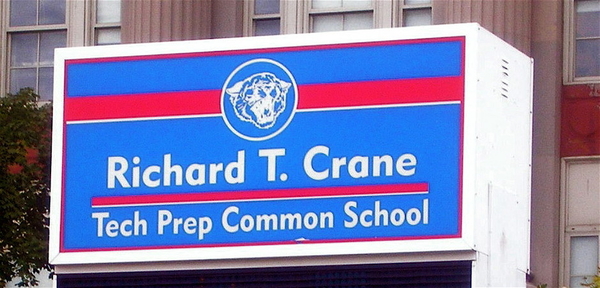 Richard T. Crane
Tech Prep Common School